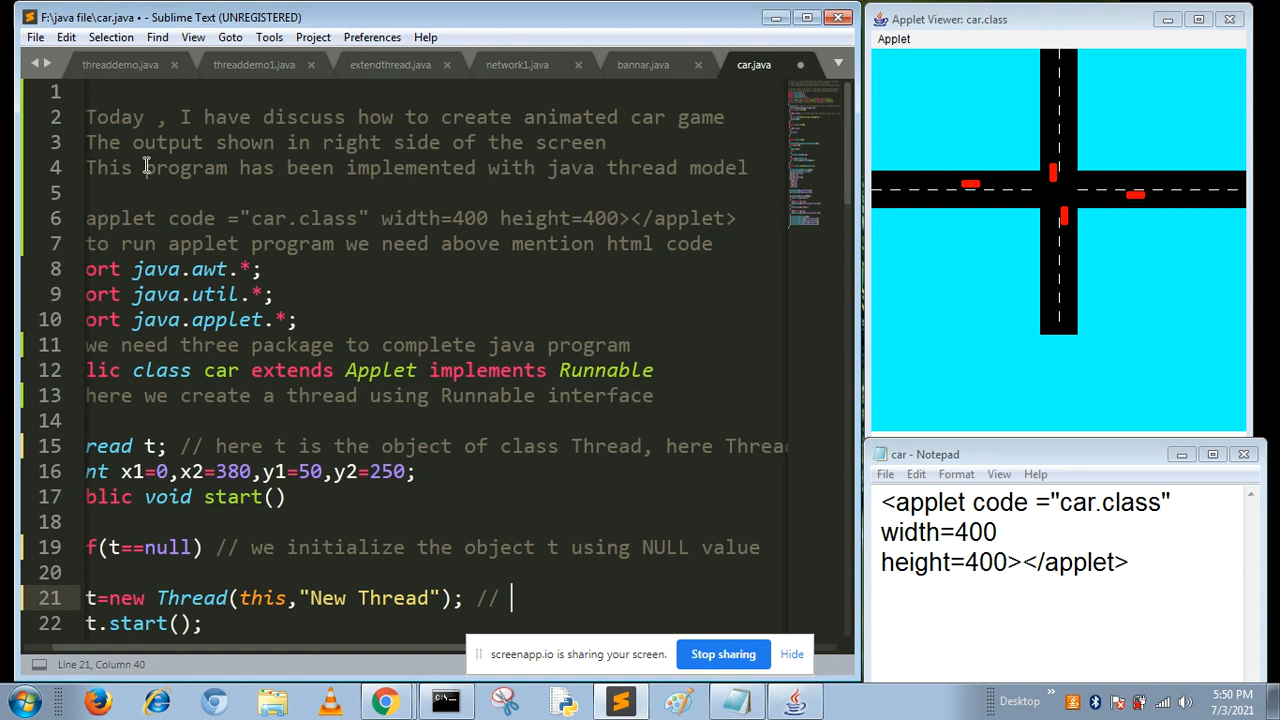 F:\java file\car.java • - Sublime Text (UNREGISTERED)
File Edit Selection Find View Goto Tools Project Preferences Help
threaddemo.java × threaddemo1.java × extendthread.java × network1.java × bannar.java × car.java
1
2 Today , I have discuss how to create animated car game
3 The output shown in right side of the screen
4 This program has been implemented with java thread model
5
6 plet code ="car.class" width=400 height=400></applet>
7 to run applet program we need above mention html code
8 ort java.awt.*;
9 ort java.util.*;
10 ort java.applet.*;
11 we need three package to complete java program
12 lic class car extends Applet implements Runnable
13 here we create a thread using Runnable interface
14
15 read t; // here t is the object of class Thread, here Thread
16 nt x1=0,x2=380,y1=50,y2=250;
17 blic void start()
18
19 f(t==null) // we initialize the object t using NULL value
20
21 t=new Thread(this,"New Thread"); //
22 t.start();
Line 21, Column 40
screenapp.io is sharing your screen. Stop sharing Hide
Applet Viewer: car.class
Applet
car - Notepad
File Edit Format View Help
<applet code ="car.class"
width=400
height=400></applet>
Desktop »
5:50 PM
7/3/2021